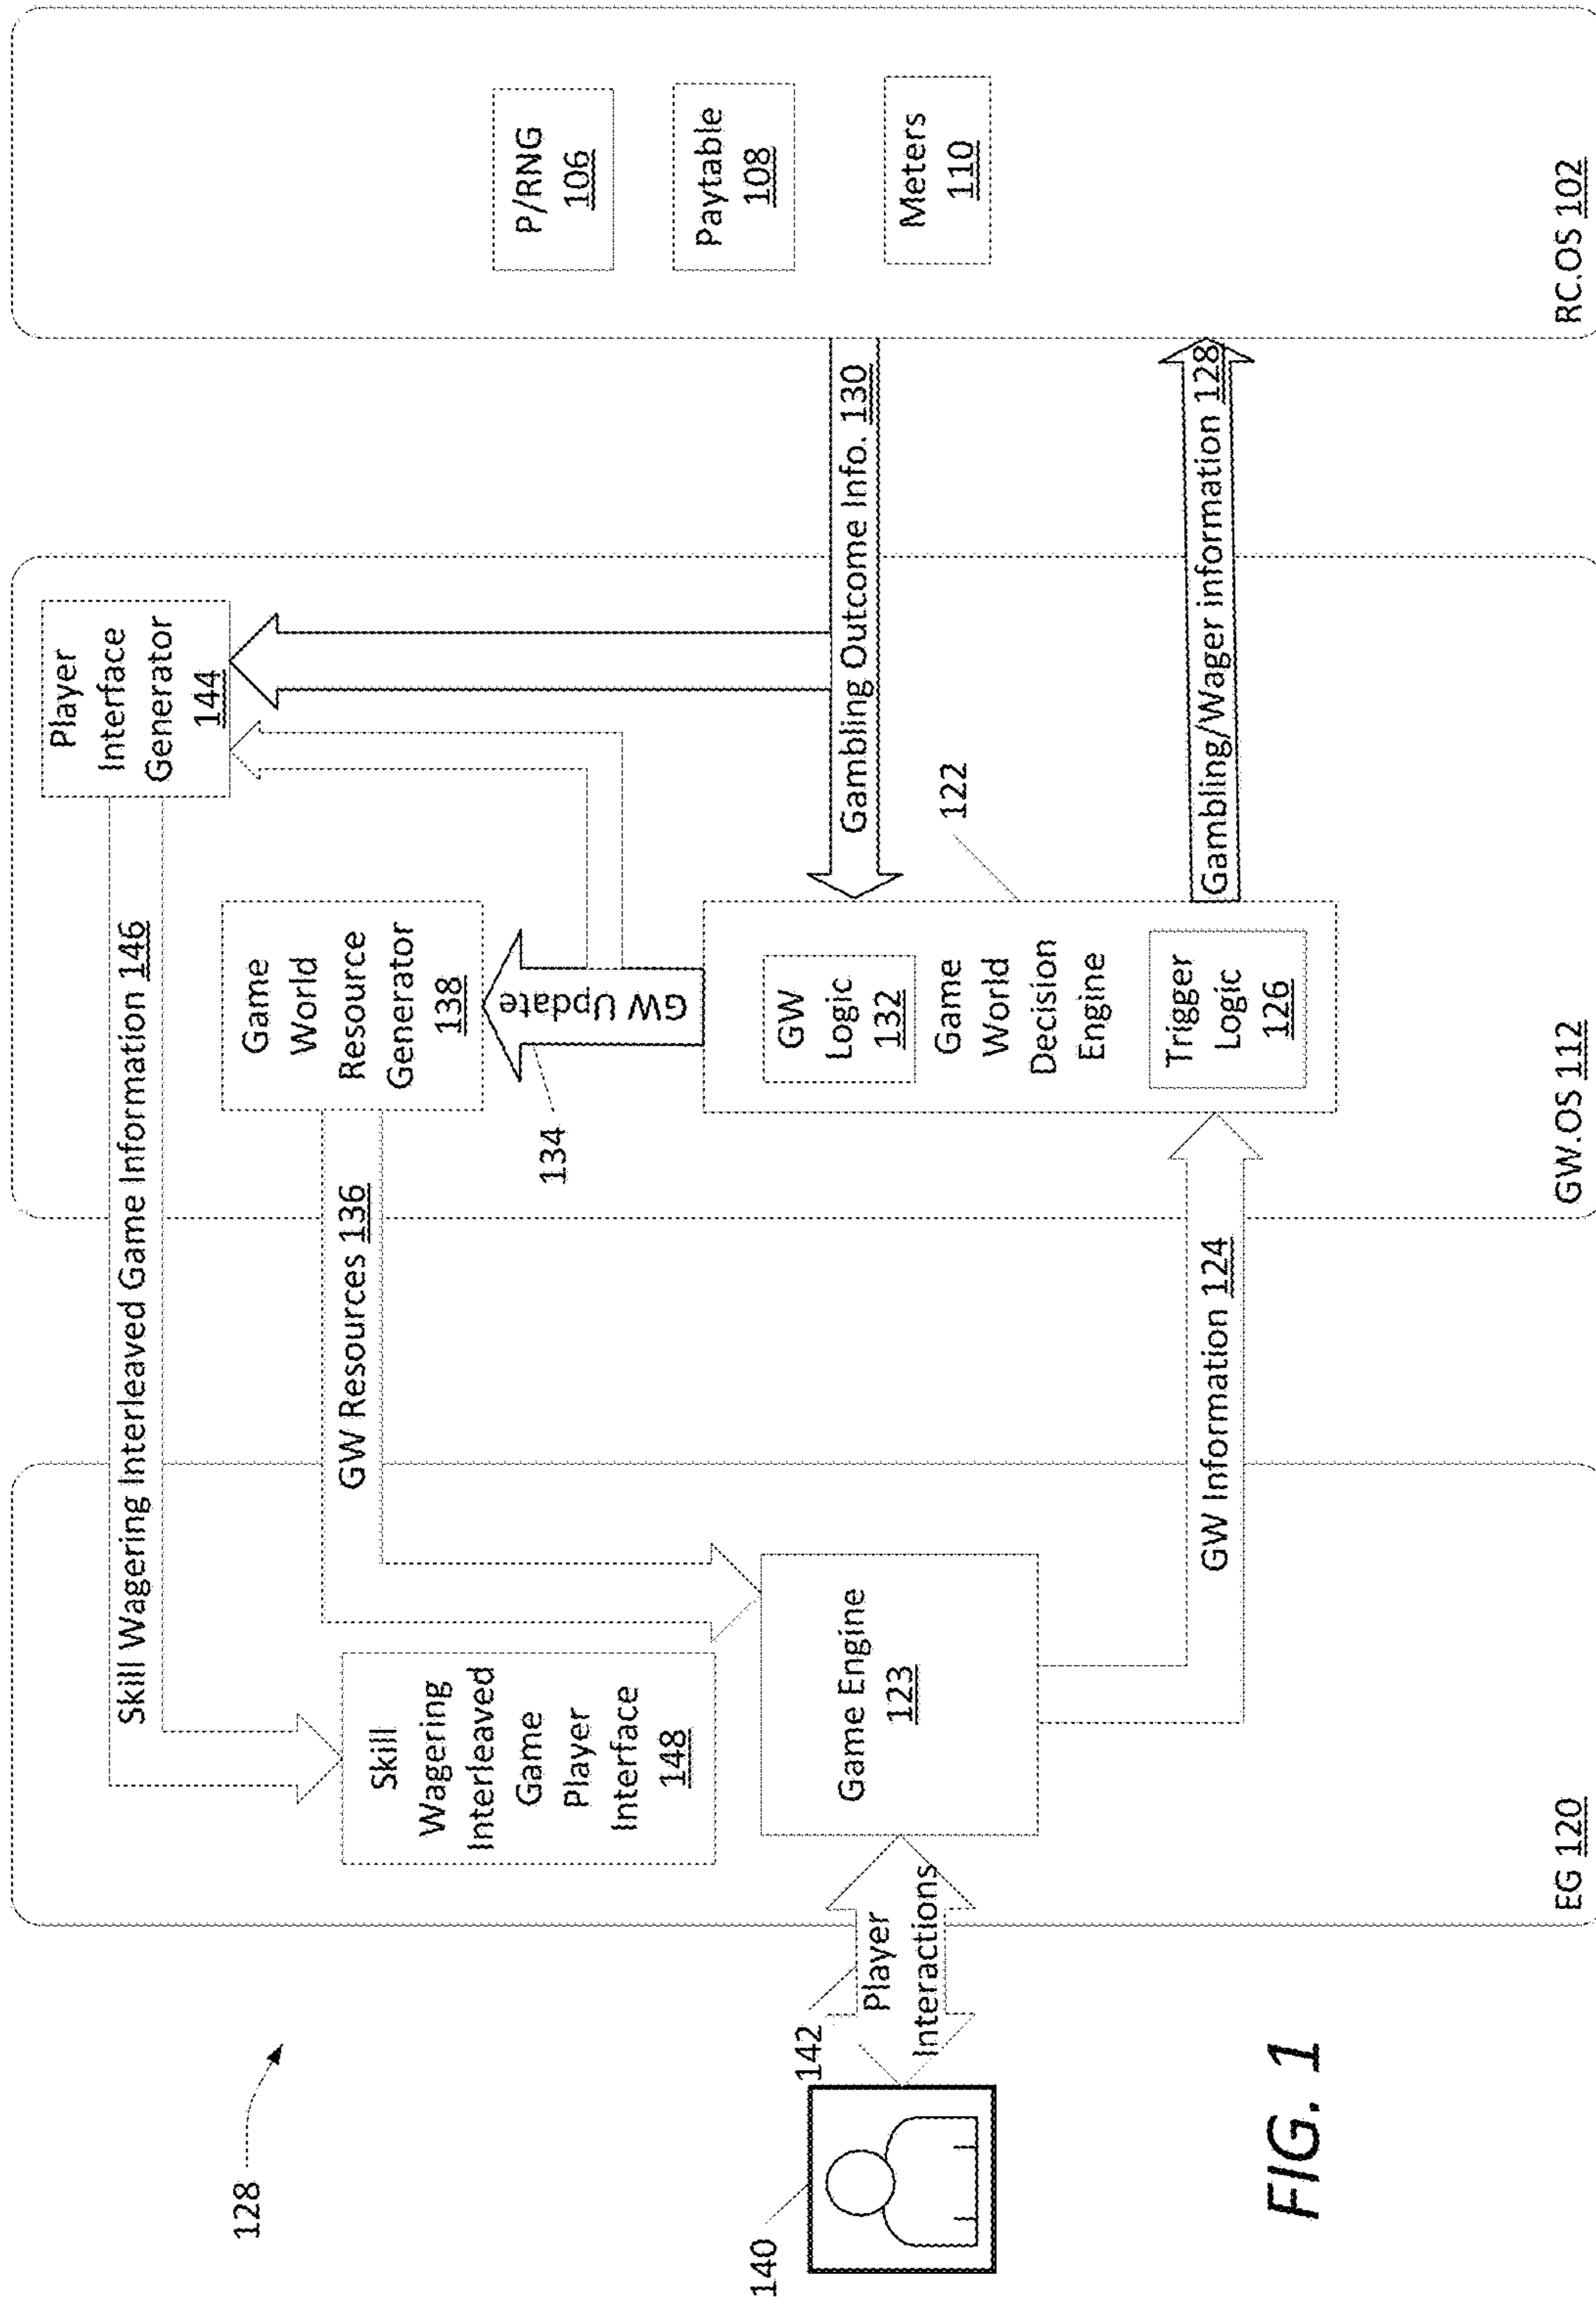 128
140
142
Player
Interactions
FIG. 1
Skill Wagering Interleaved Game Information 146
Skill
Wagering
Interleaved
Game
Player
Interface
148
GW Resources 136
Game Engine
123
GW Information 124
EG 120
Player
Interface
Generator
144
Game
World
Resource
Generator
138
GW Update
134
GW
Logic
132
Game
World
Decision
Engine
Trigger
Logic
126
122
GW.OS 112
Gambling Outcome Info. 130
Gambling/Wager information 128
P/RNG
106
Paytable
108
Meters
110
RC.OS 102